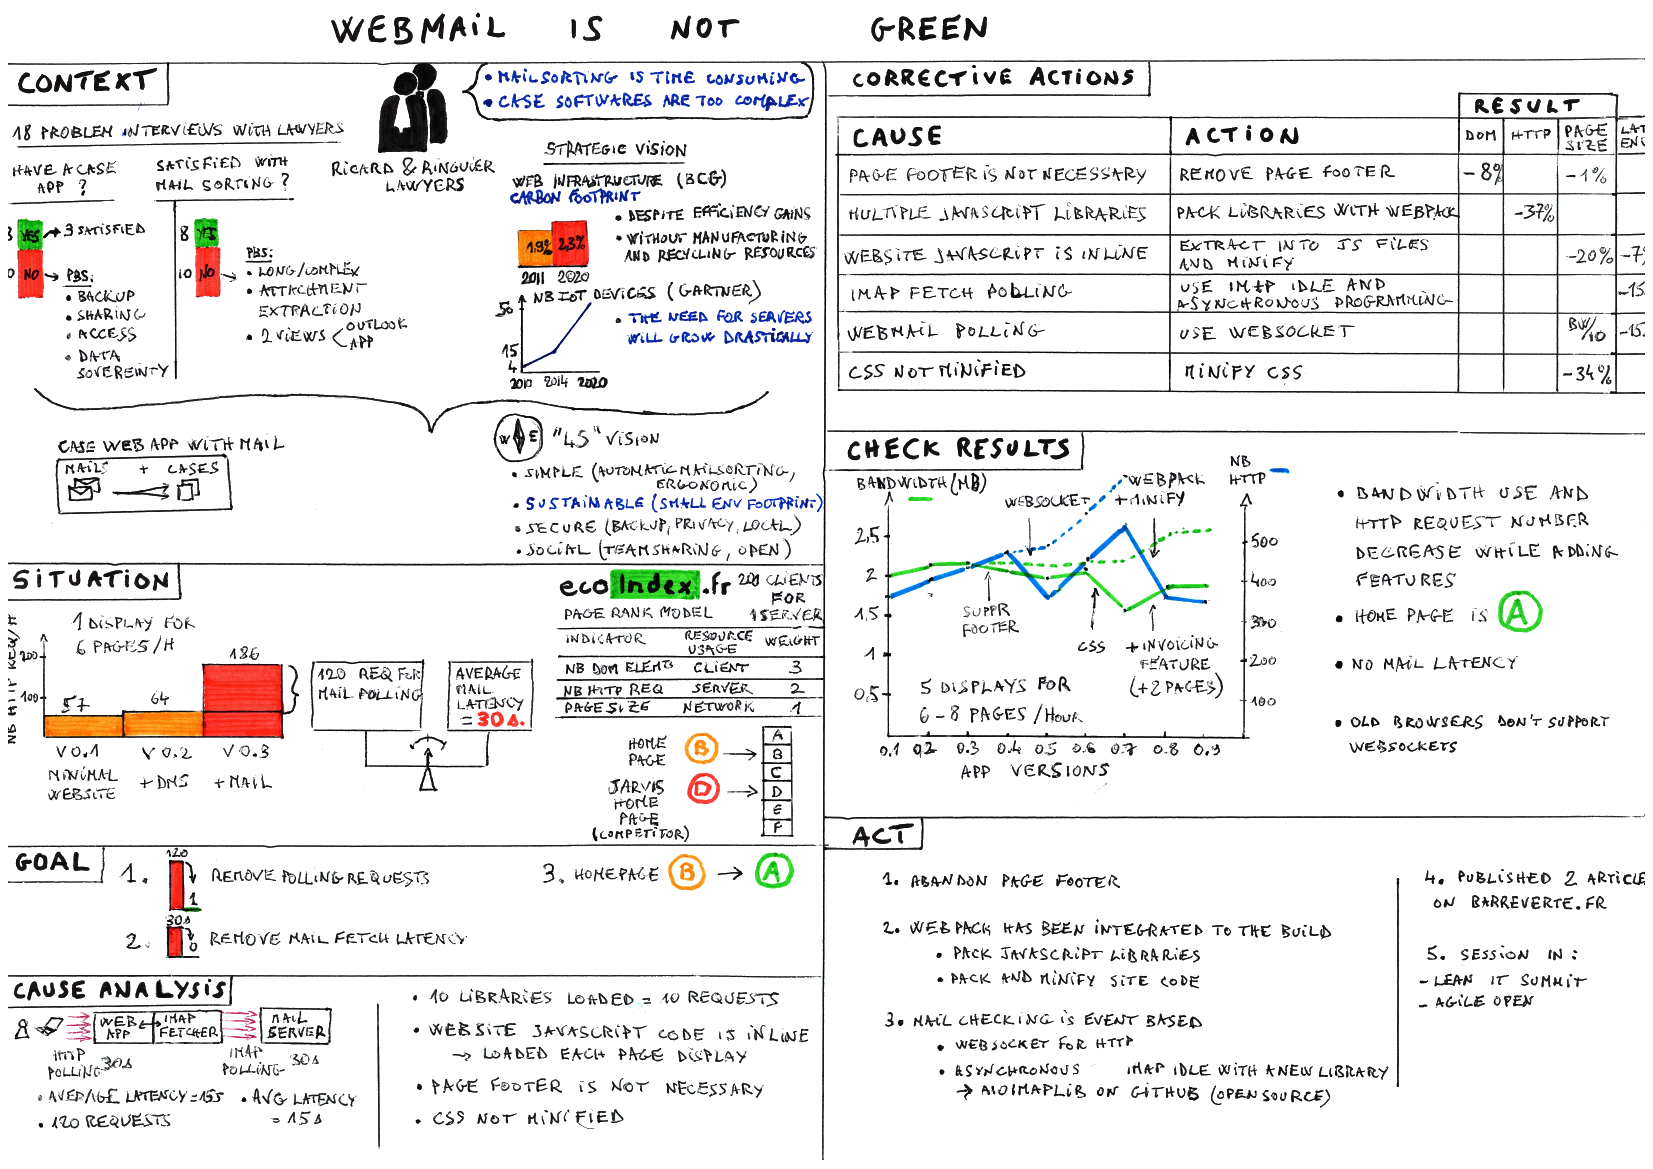 WEBMAIL IS NOT GREEN
CONTEXT
18 PROBLEM INTERVIEWS WITH LAWYERS
HAVE A CASE
APP ?
SATISFIED WITH
MAIL SORTING ?
YES
3 SATISFIED
NO
PBS:
• BACKUP
• SHARING
• ACCESS
• DATA
SOVEREINTY
8 YES
10 NO
PBS:
• LONG/COMPLEX
• ATTACHMENT
EXTRACTION
• 2 VIEWS
OUTLOOK
APP
RICARD & RINGUIER
LAWYERS
• MAILSORTING IS TIME CONSUMING
• CASE SOFTWARES ARE TOO COMPLEX
STRATEGIC VISION
WEB INFRASTRUCTURE (BCG)
CARBON FOOTPRINT
1.9% 2.3%
2011 2020
• DESPITE EFFICIENCY GAINS
• WITHOUT MANUFACTURING
AND RECYCLING RESOURCES
NB IOT DEVICES (GARTNER)
50
15
4
2010 2014 2020
• THE NEED FOR SERVERS
WILL GROW DRASTICALLY
CASE WEB APP WITH MAIL
MAILS + CASES
W E
"4S" VISION
• SIMPLE (AUTOMATIC MAILSORTING,
ERGONOMIC)
• SUSTAINABLE (SMALL ENV FOOTPRINT)
• SECURE (BACKUP, PRIVACY, LOCAL)
• SOCIAL (TEAMSHARING, OPEN)
SITUATION
NB HTTP REQ/H
1 DISPLAY FOR
6 PAGES/H
200
100
57
64
186
V 0.1
V 0.2
V 0.3
MINIMAL
WEBSITE
+ DMS
+ MAIL
120 REQ FOR
MAIL POLLING
AVERAGE
MAIL
LATENCY
= 30s.
ecoIndex.fr
200 CLIENTS
FOR
1 SERVER
PAGE RANK MODEL
INDICATOR
RESOURCE
USAGE
WEIGHT
NB DOM ELEMTS CLIENT 3
NB HTTP REQ SERVER 2
PAGE SIZE NETWORK 1
HOME
PAGE
B
JARVIS
HOME
PAGE
(COMPETITOR)
D
A
B
C
D
E
F
GOAL
1.
120
1
REMOVE POLLING REQUESTS
2.
30s
0
REMOVE MAIL FETCH LATENCY
3. HOMEPAGE B → A
CAUSE ANALYSIS
WEB
APP
IMAP
FETCHER
MAIL
SERVER
HTTP
POLLING 30s
IMAP
POLLING 30s
• AVERAGE LATENCY = 15s
• 120 REQUESTS
• AVG LATENCY
= 15s
• 10 LIBRARIES LOADED = 10 REQUESTS
• WEBSITE JAVASCRIPT CODE IS INLINE
→ LOADED EACH PAGE DISPLAY
• PAGE FOOTER IS NOT NECESSARY
• CSS NOT MINIFIED
CORRECTIVE ACTIONS
RESULT
CAUSE ACTION DOM HTTP PAGE
SIZE
LAT
ENC
PAGE FOOTER IS NOT NECESSARY REMOVE PAGE FOOTER -8% -1%
MULTIPLE JAVASCRIPT LIBRARIES PACK LIBRARIES WITH WEBPACK -37%
WEBSITE JAVASCRIPT IS INLINE EXTRACT INTO JS FILES
AND MINIFY
-20%
IMAP FETCH POLLING USE IMAP IDLE AND
ASYNCHRONOUS PROGRAMMING
-15
WEBMAIL POLLING USE WEBSOCKET BW/10 -15
CSS NOT MINIFIED MINIFY CSS -34%
CHECK RESULTS
BANDWIDTH (MB)
NB
HTTP
2,5
2
1,5
1
0,5
500
400
300
200
100
WEBSOCKET
WEBPACK
+ MINIFY
SUPPR
FOOTER
CSS
+ INVOICING
FEATURE
(+2 PAGES)
5 DISPLAYS FOR
6-8 PAGES/HOUR
0.1 0.2 0.3 0.4 0.5 0.6 0.7 0.8 0.9
APP VERSIONS
• BANDWIDTH USE AND
HTTP REQUEST NUMBER
DECREASE WHILE ADDING
FEATURES
• HOME PAGE IS A
• NO MAIL LATENCY
• OLD BROWSERS DON'T SUPPORT
WEBSOCKETS
ACT
1. ABANDON PAGE FOOTER
2. WEBPACK HAS BEEN INTEGRATED TO THE BUILD
• PACK JAVASCRIPT LIBRARIES
• PACK AND MINIFY SITE CODE
3. MAIL CHECKING IS EVENT BASED
• WEBSOCKET FOR HTTP
• ASYNCHRONOUS IMAP IDLE WITH A NEW LIBRARY
→ AIOIMAPLIB ON GITHUB (OPEN SOURCE)
4. PUBLISHED 2 ARTICLE
ON BARREVERTE.FR
5. SESSION IN :
- LEAN IT SUMMIT
- AGILE OPEN